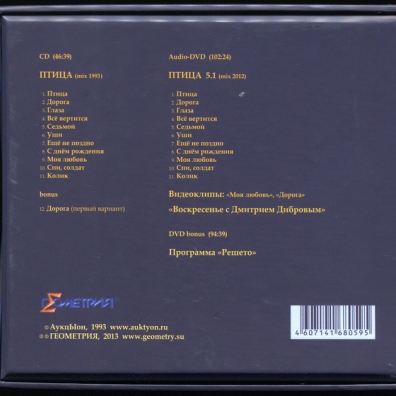 CD (46:39)
ПТИЦА (mix 1993)
1. Птица
2. Дорога
3. Глаза
4. Всё вертится
5. Седьмой
6. Уши
7. Ещё не поздно
8. С днём рождения
9. Моя любовь
10. Спи, солдат
11. Колик
bonus
12. Дорога (первый вариант)
Audio-DVD (102:24)
ПТИЦА 5.1 (mix 2012)
1. Птица
2. Дорога
3. Глаза
4. Всё вертится
5. Седьмой
6. Уши
7. Ещё не поздно
8. С днём рождения
9. Моя любовь
10. Спи, солдат
11. Колик
Видеоклипы: «Моя любовь», «Дорога»
«Воскресенье с Дмитрием Дибровым»
DVD bonus (94:39)
Программа «Решето»
ГЕОМЕТРИЯ
© АукцЫон, 1993 www.auktyon.ru
℗© ГЕОМЕТРИЯ, 2013 www.geometry.su
4 607141 680595